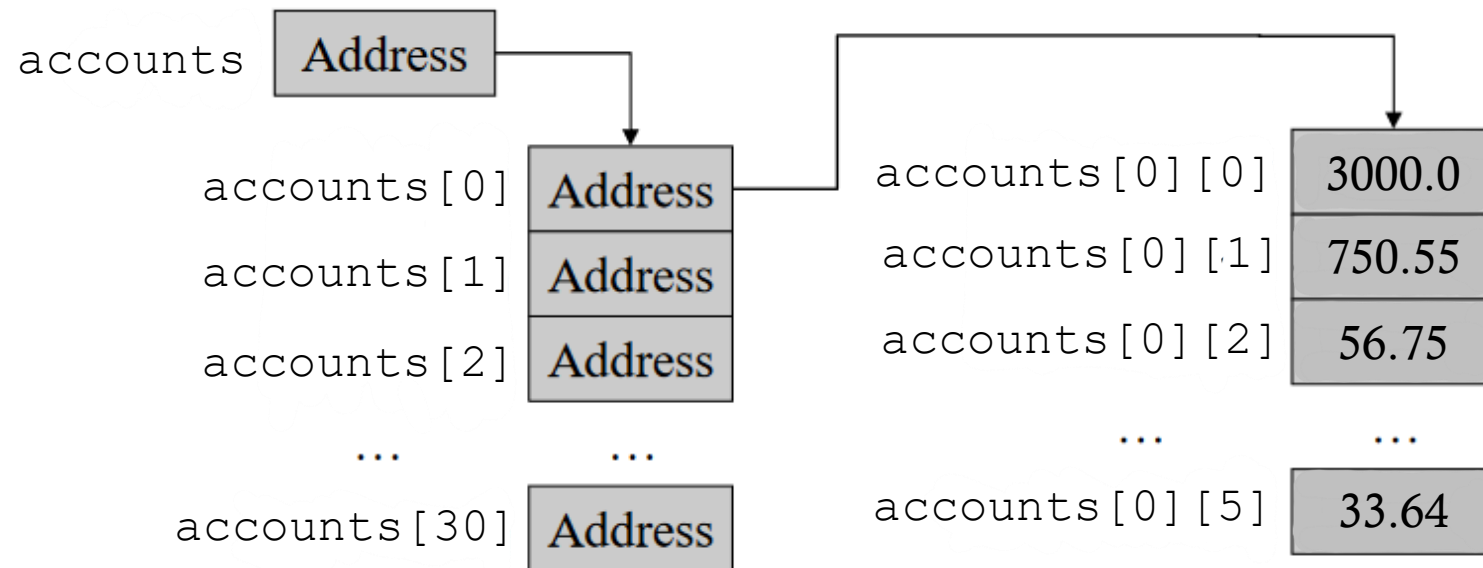 accounts Address
accounts[0] Address
accounts[1] Address
accounts[2] Address
... ...
accounts[30] Address
accounts[0][0] 3000.0
accounts[0][1] 750.55
accounts[0][2] 56.75
... ...
accounts[0][5] 33.64